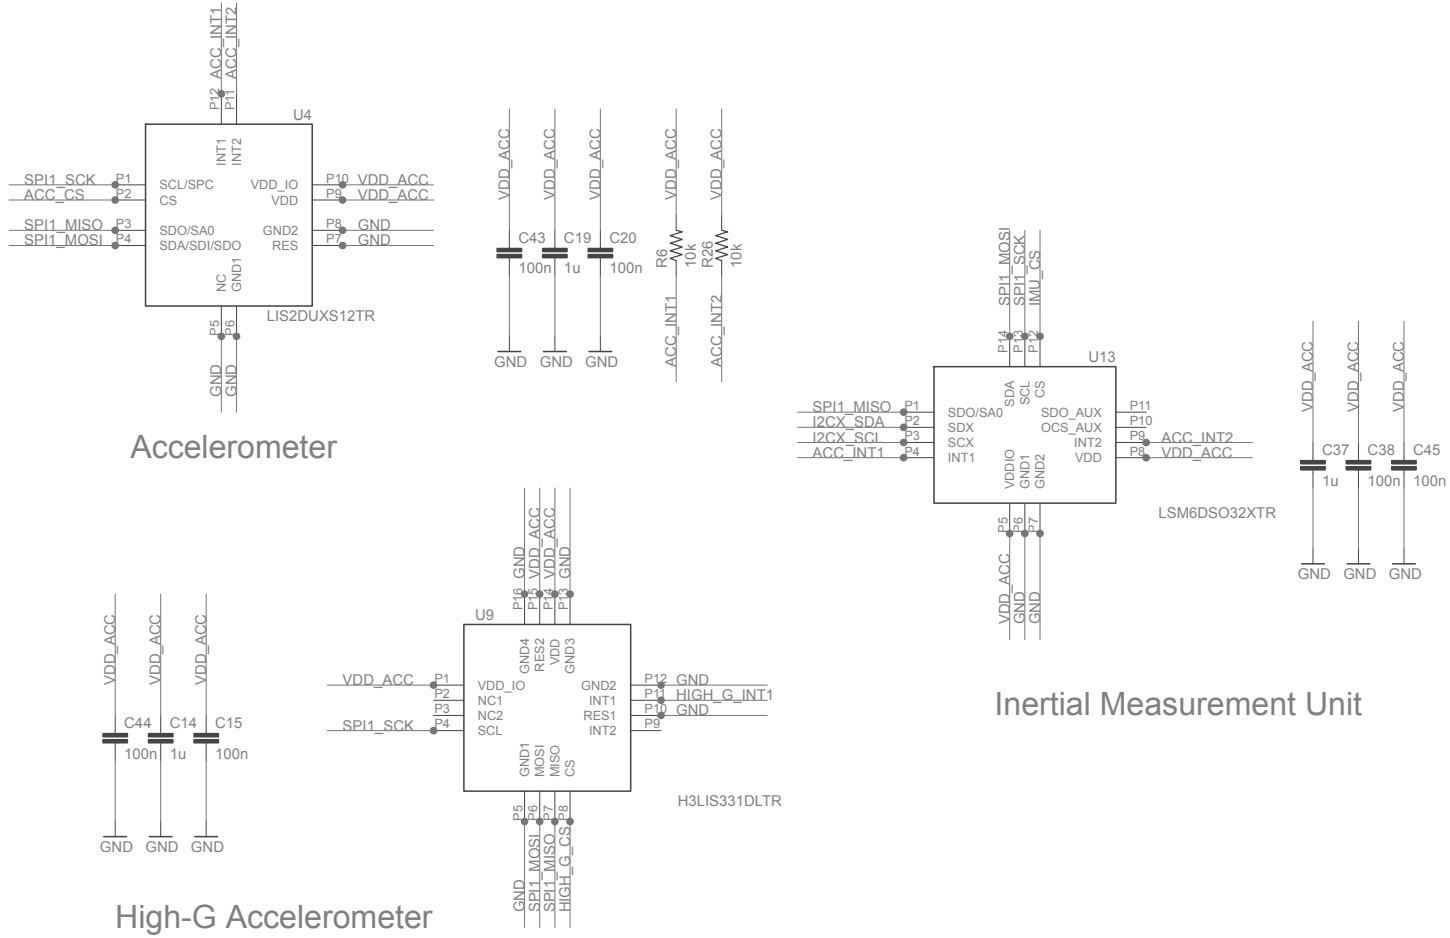 ACC_INT1
ACC_INT2
P12
P11
U4
INT1
INT2
SPI1_SCK P1 SCL/SPC VDD_IO P10 VDD_ACC
ACC_CS P2 CS VDD P9 VDD_ACC
SPI1_MISO P3 SDO/SA0 GND2 P8 GND
SPI1_MOSI P4 SDA/SDI/SDO RES P7 GND
NC
GND1
LIS2DUXS12TR
P5
P6
GND
GND
Accelerometer
VDD_ACC
VDD_ACC
VDD_ACC
VDD_ACC
VDD_ACC
C43 C19 C20
100n 1u 100n
R6
10k
R26
10k
ACC_INT1
ACC_INT2
GND GND GND
SPI1_MOSI
SPI1_SCK
IMU_CS
P14
P13
P12
U13
SDA
SCL
CS
SPI1_MISO P1 SDO/SA0 SDO_AUX P11
I2CX_SDA P2 SDX OCS_AUX P10
I2CX_SCL P3 SCX INT2 P9 ACC_INT2
ACC_INT1 P4 INT1 VDD P8 VDD_ACC
VDDIO
GND1
GND2
LSM6DSO32XTR
P5
P6
P7
VDD_ACC
GND
GND
VDD_ACC
VDD_ACC
VDD_ACC
C37 C38 C45
1u 100n 100n
GND GND GND
Inertial Measurement Unit
VDD_ACC
VDD_ACC
VDD_ACC
C44 C14 C15
100n 1u 100n
GND GND GND
GND
VDD_ACC
VDD_ACC
GND
P16
P15
P14
P13
U9
GND4
RES2
VDD
GND3
VDD_ACC P1 VDD_IO GND2 P12 GND
P2 NC1 INT1 P11 HIGH_G_INT1
P3 NC2 RES1 P10 GND
SPI1_SCK P4 SCL INT2 P9
GND1
MOSI
MISO
CS
H3LIS331DLTR
P5
P6
P7
P8
GND
SPI1_MOSI
SPI1_MISO
HIGH_G_CS
High-G Accelerometer